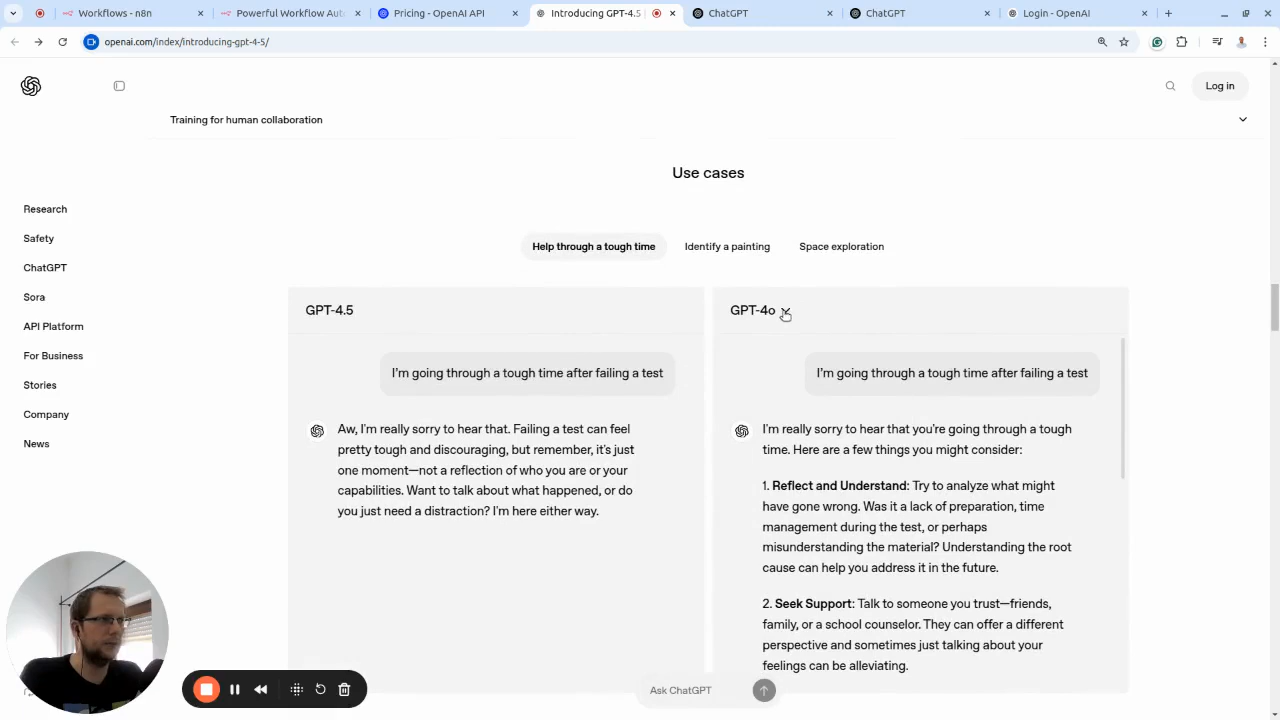 Workflows - n8n
Powerful Workflow Aut
Pricing - OpenAI API
Introducing GPT-4.5
ChatGPT
ChatGPT
Login - OpenAI
openai.com/index/introducing-gpt-4-5/
Log in
Training for human collaboration
Use cases
Research
Safety
ChatGPT
Sora
API Platform
For Business
Stories
Company
News
Help through a tough time
Identify a painting
Space exploration
GPT-4.5
I'm going through a tough time after failing a test
Aw, I'm really sorry to hear that. Failing a test can feel
pretty tough and discouraging, but remember, it's just
one moment—not a reflection of who you are or your
capabilities. Want to talk about what happened, or do
you just need a distraction? I'm here either way.
GPT-4o
I'm going through a tough time after failing a test
I'm really sorry to hear that you're going through a tough
time. Here are a few things you might consider:
1. Reflect and Understand: Try to analyze what might
have gone wrong. Was it a lack of preparation, time
management during the test, or perhaps
misunderstanding the material? Understanding the root
cause can help you address it in the future.
2. Seek Support: Talk to someone you trust—friends,
family, or a school counselor. They can offer a different
perspective and sometimes just talking about your
feelings can be alleviating.
Ask ChatGPT